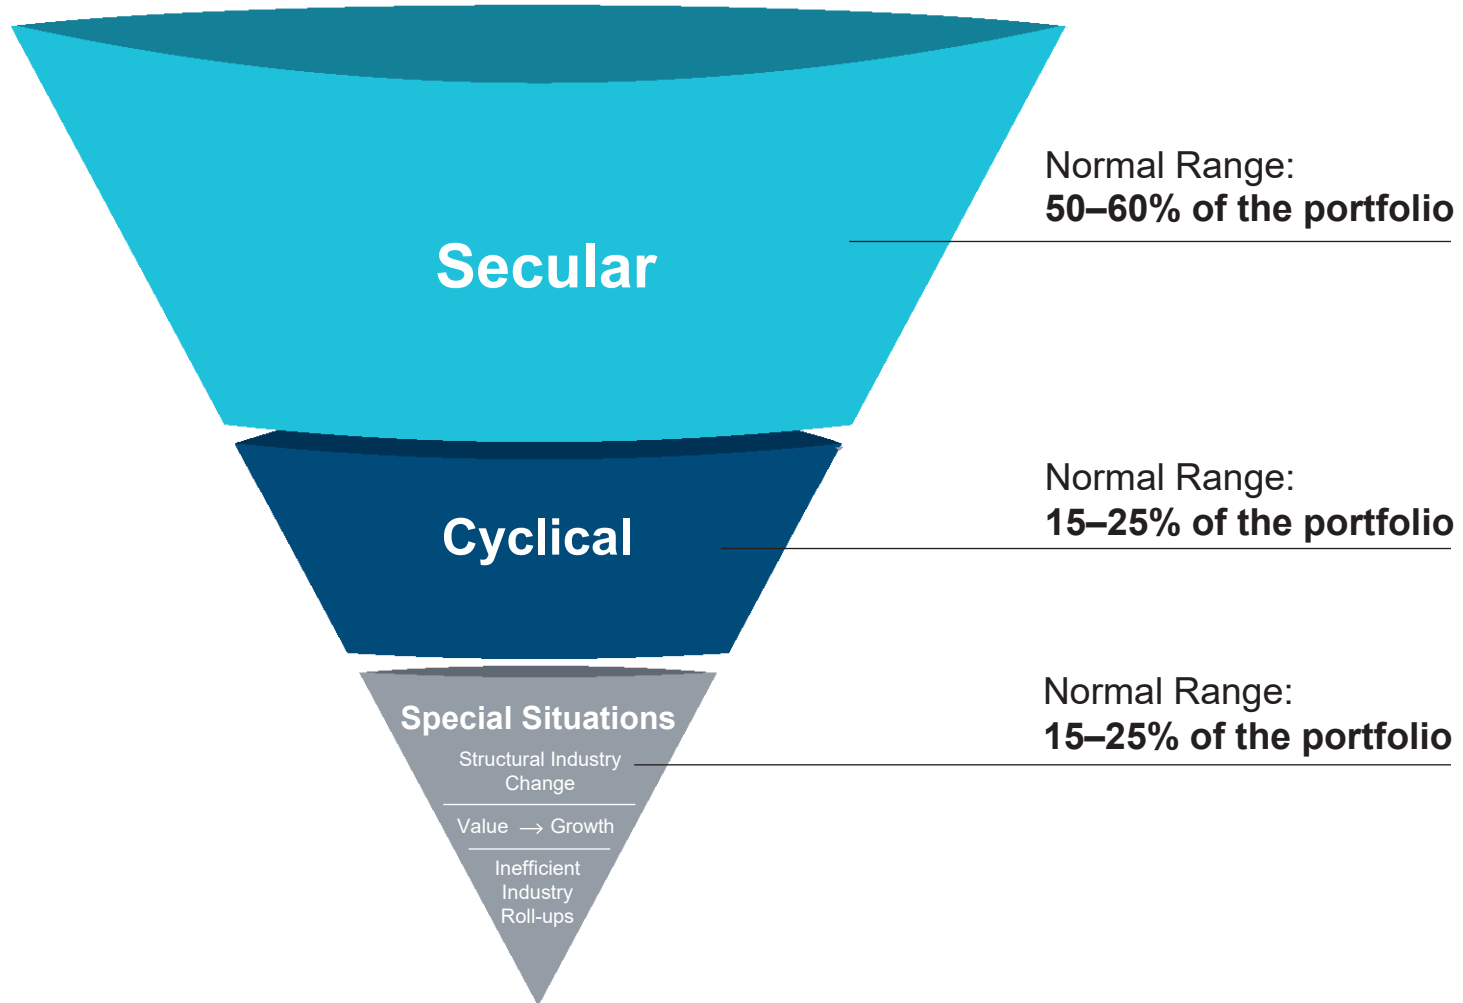 Normal Range:
50–60% of the portfolio
Secular
Normal Range:
15–25% of the portfolio
Cyclical
Normal Range:
15–25% of the portfolio
Special Situations
Structural Industry
Change
Value → Growth
Inefficient
Industry
Roll-ups